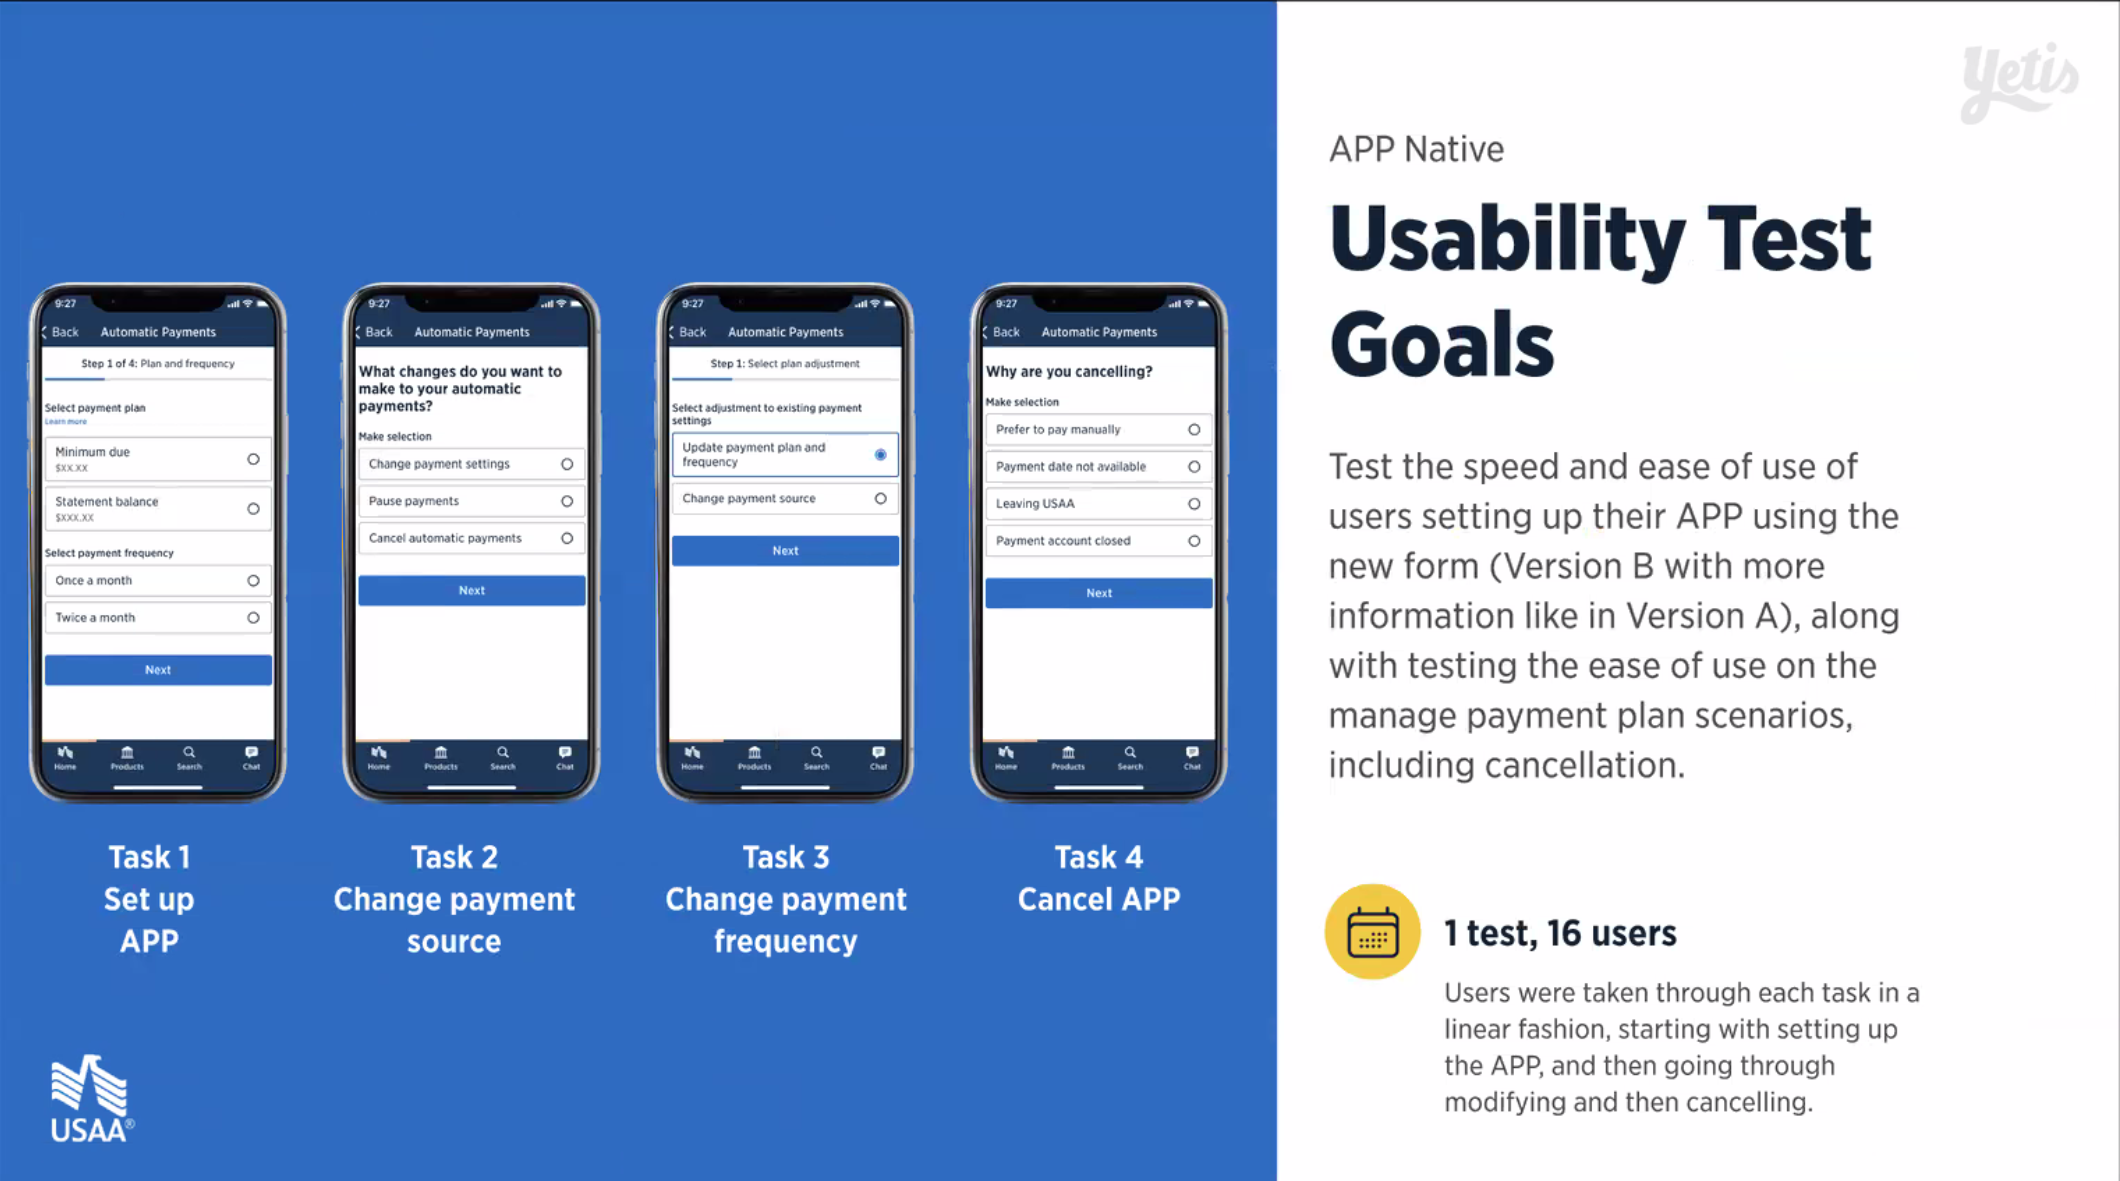 9:27
Back
Automatic Payments
Step 1 of 4: Plan and frequency
Select payment plan
Learn more
Minimum due
$XX.XX
Statement balance
$XXX.XX
Select payment frequency
Once a month
Twice a month
Next
Home
Products
Search
Chat
Task 1
Set up
APP
9:27
Back
Automatic Payments
What changes do you want to
make to your automatic
payments?
Make selection
Change payment settings
Pause payments
Cancel automatic payments
Next
Home
Products
Search
Chat
Task 2
Change payment
source
9:27
Back
Automatic Payments
Step 1: Select plan adjustment
Select adjustment to existing payment
settings
Update payment plan and
frequency
Change payment source
Next
Home
Products
Search
Chat
Task 3
Change payment
frequency
9:27
Back
Automatic Payments
Why are you cancelling?
Make selection
Prefer to pay manually
Payment date not available
Leaving USAA
Payment account closed
Next
Home
Products
Search
Chat
Task 4
Cancel APP
USAA®
Yetis
APP Native
Usability Test
Goals
Test the speed and ease of use of
users setting up their APP using the
new form (Version B with more
information like in Version A), along
with testing the ease of use on the
manage payment plan scenarios,
including cancellation.
1 test, 16 users
Users were taken through each task in a
linear fashion, starting with setting up
the APP, and then going through
modifying and then cancelling.